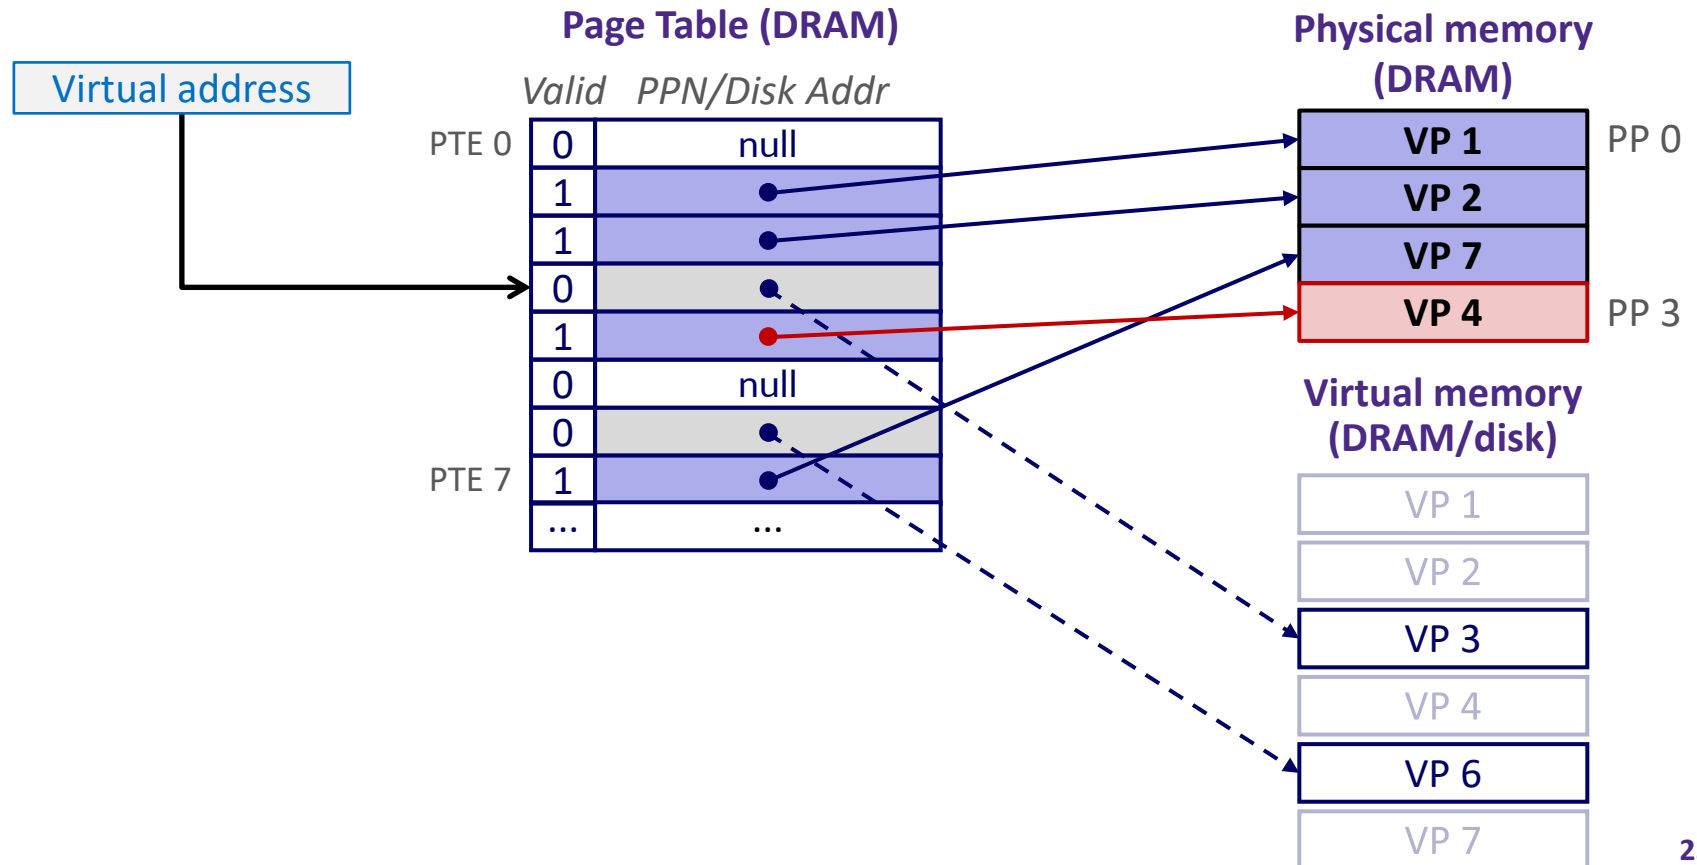 Page Table (DRAM)
Physical memory
(DRAM)
Virtual address
Valid PPN/Disk Addr
PTE 0 0 null
1
1
0
1
0 null
0
PTE 7 1
... ...
VP 1 PP 0
VP 2
VP 7
VP 4 PP 3
Virtual memory
(DRAM/disk)
VP 1
VP 2
VP 3
VP 4
VP 6
VP 7
2